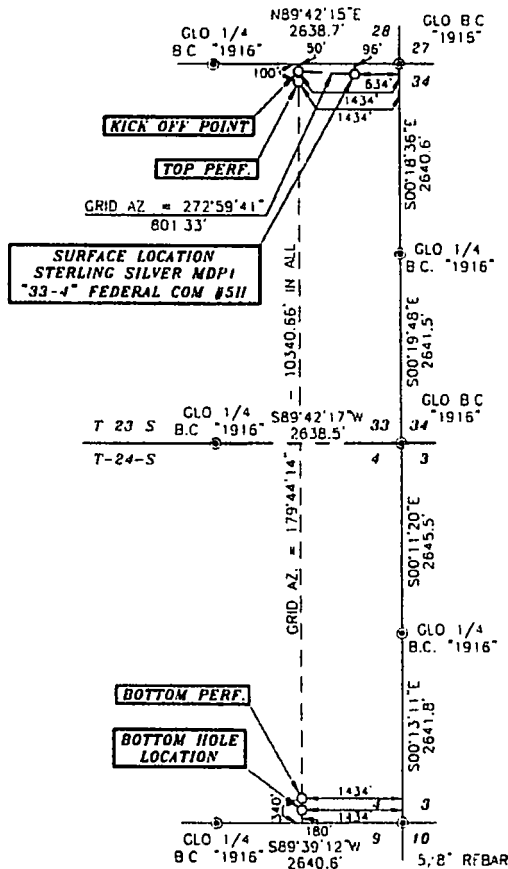 N89°42'15"E
2638.7'
GLO 1/4
B.C "1916"
28
GLO B C
"1915"
27
34
50'
96'
100'
634'
1434'
1434'
KICK OFF POINT
TOP PERF.
GRID AZ. = 272°59'41"
801 33'
SURFACE LOCATION
STERLING SILVER MDP1
"33-4" FEDERAL COM #511H
S00°18'36"E
2640.6'
GLO 1/4
B C. "1916"
S00°19'48"E
2641.5'
GRID AZ. = 179°44'14" - 10340.66' IN ALL
GLO B C
"1916"
T 23 S
T-24-S
GLO 1/4
B.C "1916"
S89°42'17"W
2638.5'
33
34
4
3
S00°11'20"E
2645.5'
GLO 1/4
B.C. "1916"
S00°13'11"E
2641.8'
BOTTOM PERF.
BOTTOM HOLE
LOCATION
1434'
340'
4
3
1434'
180'
GLO 1/4
B C "1916"
S89°39'12"W
2640.6'
9
10
5/8" REBAR